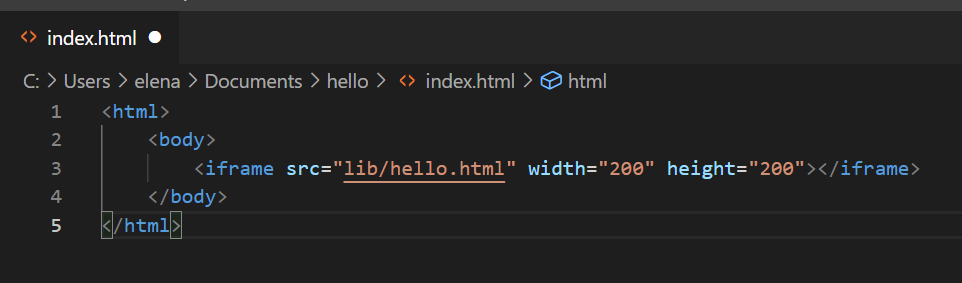 index.html
C: > Users > elena > Documents > hello > <> index.html > html
1 <html>
2 <body>
3 <iframe src="lib/hello.html" width="200" height="200"></iframe>
4 </body>
5 </html>